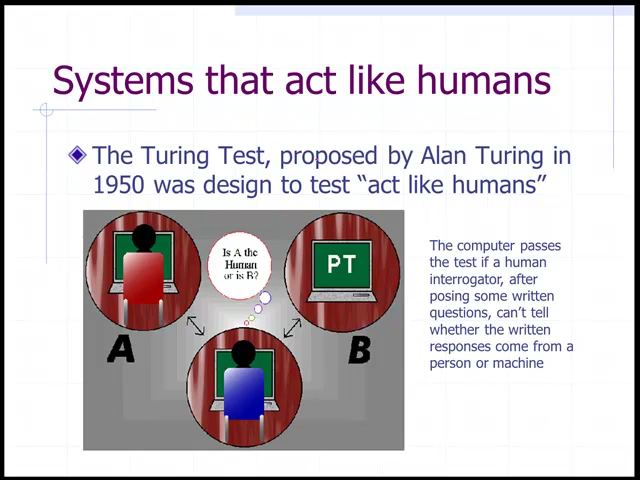 Systems that act like humans
The Turing Test, proposed by Alan Turing in
1950 was design to test “act like humans”
Is A the
Human
or is B?
PT
A
B
The computer passes
the test if a human
interrogator, after
posing some written
questions, can’t tell
whether the written
responses come from a
person or machine